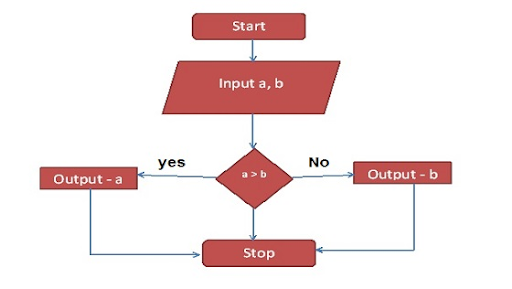 Start
Input a, b
a > b
yes
No
Output - a
Output - b
Stop